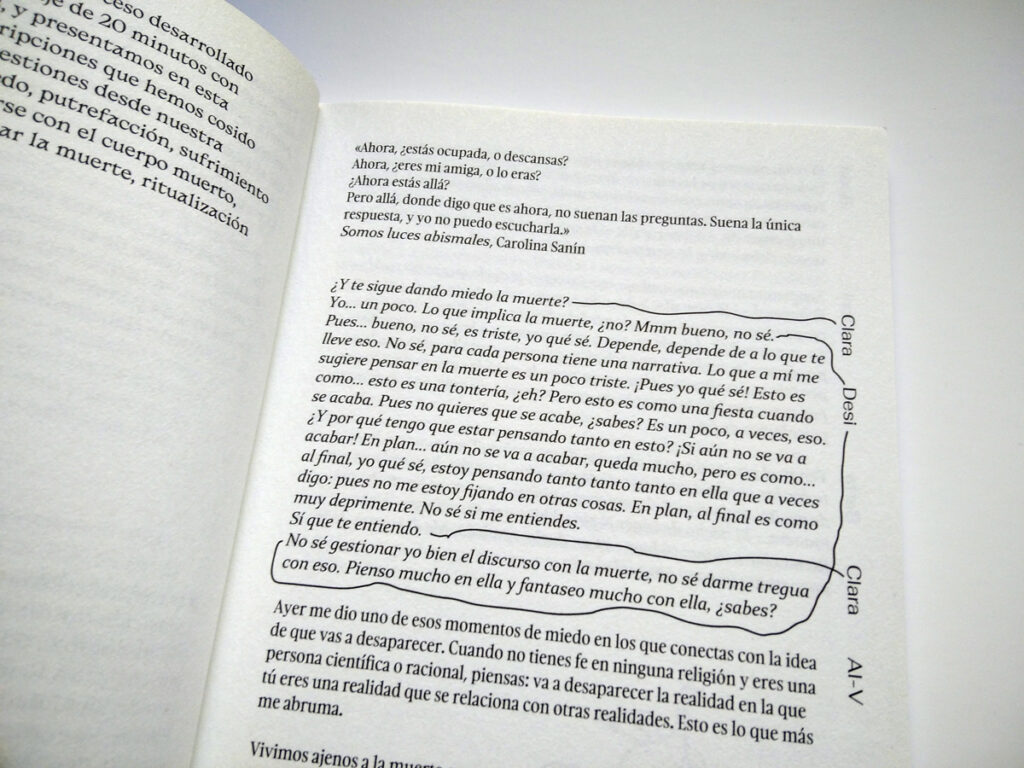 ceso desarrollado
je de 20 minutos con
, y presentamos en esta
ripciones que hemos cosido
estiones desde nuestra
edo, putrefacción, sufrimiento
rse con el cuerpo muerto,
ar la muerte, ritualización
«Ahora, ¿estás ocupada, o descansas?
Ahora, ¿eres mi amiga, o lo eras?
¿Ahora estás allá?
Pero allá, donde digo que es ahora, no suenan las preguntas. Suena la única
respuesta, y yo no puedo escucharla.»
Somos luces abismales, Carolina Sanín
¿Y te sigue dando miedo la muerte?
Yo... un poco. Lo que implica la muerte, ¿no? Mmm bueno, no sé.
Pues... bueno, no sé, es triste, yo qué sé. Depende, depende de a lo que te
lleve eso. No sé, para cada persona tiene una narrativa. Lo que a mí me
sugiere pensar en la muerte es un poco triste. ¡Pues yo qué sé! Esto es
como... esto es una tontería, ¿eh? Pero esto es como una fiesta cuando
se acaba. Pues no quieres que se acabe, ¿sabes? Es un poco, a veces, eso.
¿Y por qué tengo que estar pensando tanto en esto? ¡Si aún no se va a
acabar! En plan... aún no se va a acabar, queda mucho, pero es como...
al final, yo qué sé, estoy pensando tanto tanto tanto en ella que a veces
digo: pues no me estoy fijando en otras cosas. En plan, al final es como
muy deprimente. No sé si me entiendes.
Sí que te entiendo.
No sé gestionar yo bien el discurso con la muerte, no sé darme tregua
con eso. Pienso mucho en ella y fantaseo mucho con ella, ¿sabes?
Ayer me dio uno de esos momentos de miedo en los que conectas con la idea
de que vas a desaparecer. Cuando no tienes fe en ninguna religión y eres una
persona científica o racional, piensas: va a desaparecer la realidad en la que
tú eres una realidad que se relaciona con otras realidades. Esto es lo que más
me abruma.
Vivimos ajenos a la muerte
Clara
Desi
Clara
AI-V